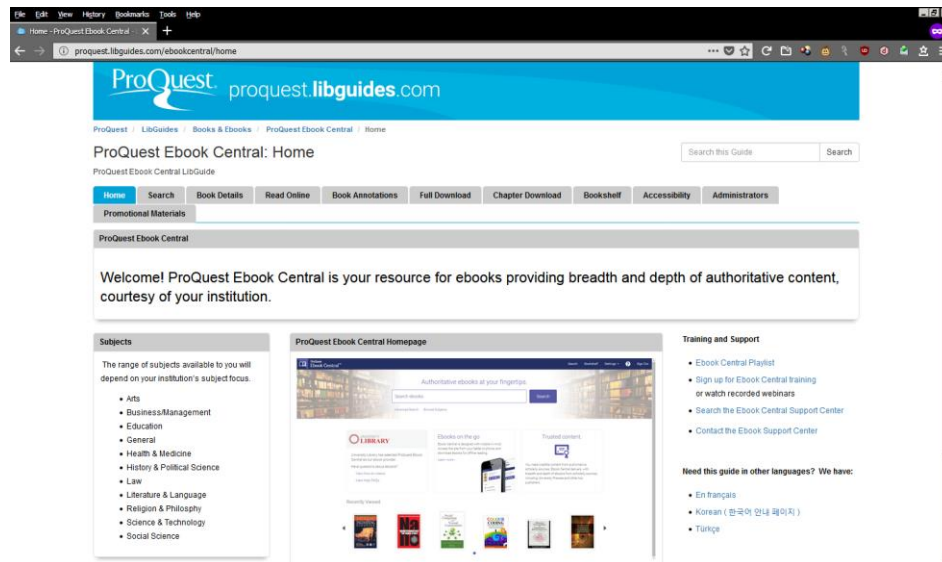 File Edit View History Bookmarks Tools Help
Home - ProQuest Ebook Central -
proquest.libguides.com/ebookcentral/home
ProQuest proquest.libguides.com
ProQuest / LibGuides / Books & Ebooks / ProQuest Ebook Central / Home
ProQuest Ebook Central: Home
Search this Guide Search
ProQuest Ebook Central LibGuide
Home Search Book Details Read Online Book Annotations Full Download Chapter Download Bookshelf Accessibility Administrators
Promotional Materials
ProQuest Ebook Central
Welcome! ProQuest Ebook Central is your resource for ebooks providing breadth and depth of authoritative content,
courtesy of your institution.
Subjects
The range of subjects available to you will
depend on your institution's subject focus.
• Arts
• Business/Management
• Education
• General
• Health & Medicine
• History & Political Science
• Law
• Literature & Language
• Religion & Philosphy
• Science & Technology
• Social Science
ProQuest Ebook Central Homepage
Ebook Central
Authoritative ebooks at your fingertips
Search ebooks Search
LIBRARY
Ebooks on the go
Trusted content.
Recently Viewed
Training and Support
• Ebook Central Playlist
• Sign up for Ebook Central training
or watch recorded webinars
• Search the Ebook Central Support Center
• Contact the Ebook Support Center
Need this guide in other languages? We have:
• En français
• Korean ( 한국어 안내 페이지 )
• Türkçe